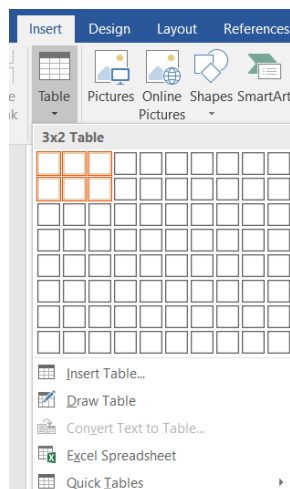 Insert Design Layout References
Table Pictures Online Shapes SmartArt
Pictures
3x2 Table
Insert Table...
Draw Table
Convert Text to Table...
Excel Spreadsheet
Quick Tables